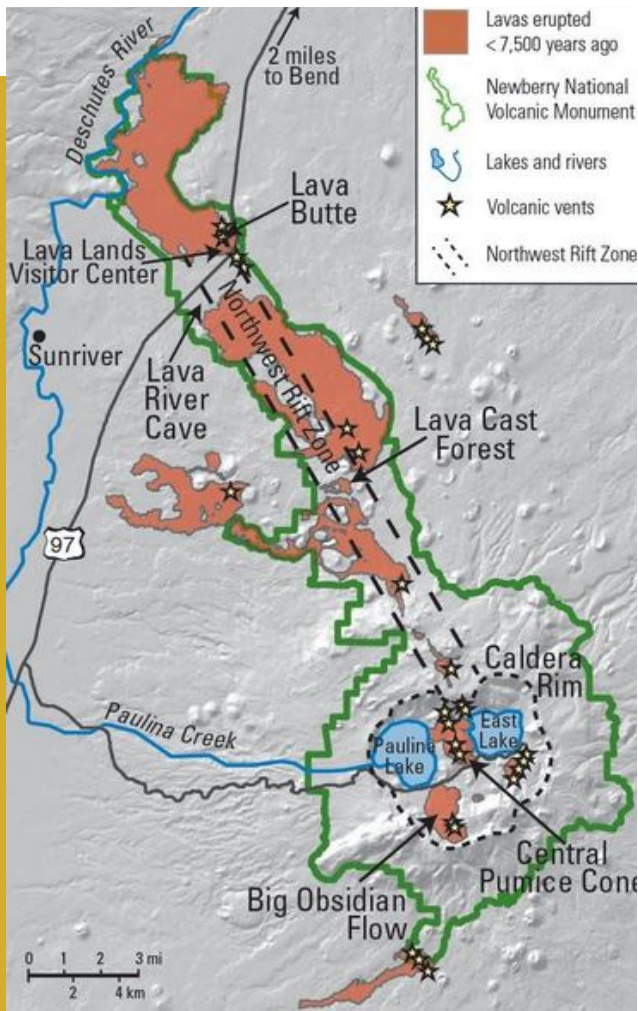 Lavas erupted
< 7,500 years ago
Newberry National
Volcanic Monument
Lakes and rivers
Volcanic vents
Northwest Rift Zone
2 miles
to Bend
Deschutes River
Lava
Butte
Lava Lands
Visitor Center
Sunriver
Lava
River
Cave
Northwest Rift Zone
Lava Cast
Forest
97
Caldera
Rim
Paulina Creek
Paulina
Lake
East
Lake
Central
Pumice Cone
Big Obsidian
Flow
0 1 2 3 mi
2 4 km